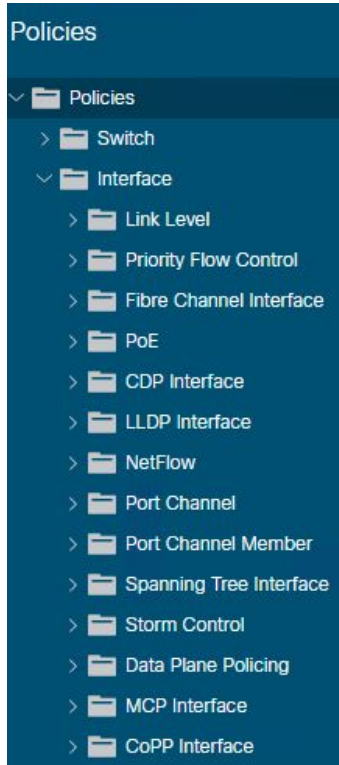 Policies
Policies
Switch
Interface
Link Level
Priority Flow Control
Fibre Channel Interface
PoE
CDP Interface
LLDP Interface
NetFlow
Port Channel
Port Channel Member
Spanning Tree Interface
Storm Control
Data Plane Policing
MCP Interface
CoPP Interface